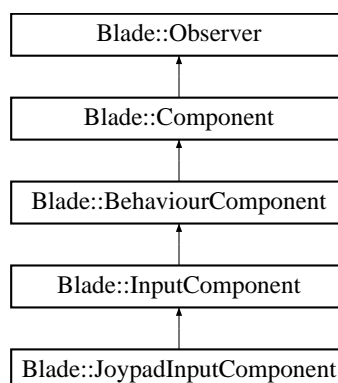 Blade::Observer
Blade::Component
Blade::BehaviourComponent
Blade::InputComponent
Blade::JoypadInputComponent